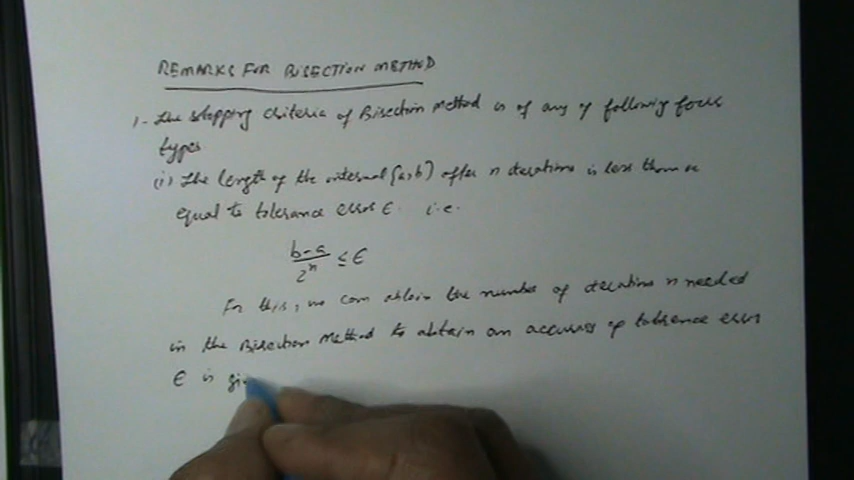 REMARKS FOR BISECTION METHOD
1- The stopping criteria of Bisection Method is of any of following four
types
(i) The length of the interval [a,b] after n iterations is less than or
equal to tolerance error ϵ. i.e.
b-a / 2^n ≤ ϵ
For this, we can obtain the number of iterations n needed
in the Bisection Method to obtain an accuracy of tolerance error
ϵ is gi